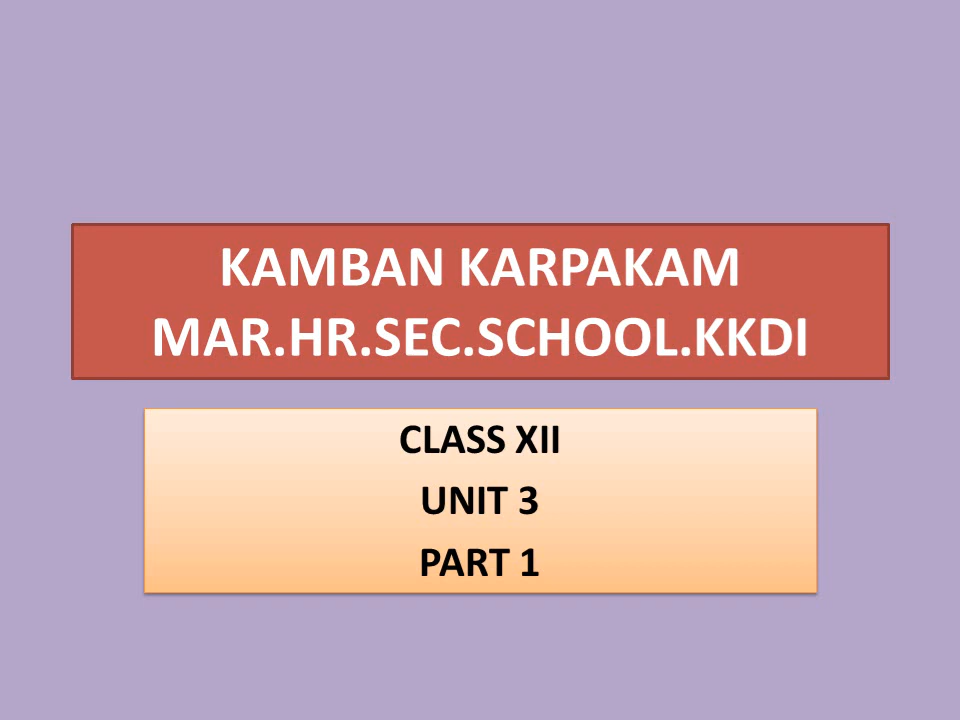 KAMBAN KARPAKAM
MAR.HR.SEC.SCHOOL.KKDI
CLASS XII
UNIT 3
PART 1